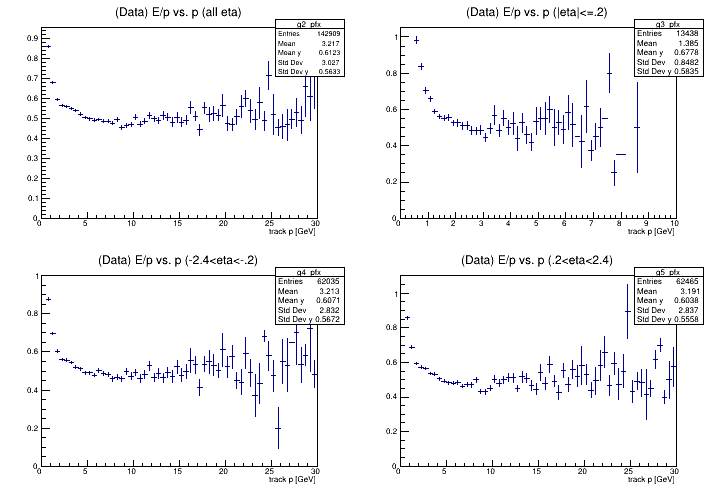 (Data) E/p vs. p (all eta)
g2_pfx
Entries 142909
Mean 3.217
Mean y 0.6123
Std Dev 3.027
Std Dev y 0.5633
0.9
0.8
0.7
0.6
0.5
0.4
0.3
0.2
0.1
0
0 5 10 15 20 25 30
track p [GeV]
(Data) E/p vs. p (|eta|<=.2)
g3_pfx
Entries 13438
Mean 1.385
Mean y 0.6778
Std Dev 0.8482
Std Dev y 0.5835
1
0.8
0.6
0.4
0.2
0
0 1 2 3 4 5 6 7 8 9 10
track p [GeV]
(Data) E/p vs. p (-2.4<eta<-.2)
g4_pfx
Entries 62035
Mean 3.213
Mean y 0.6071
Std Dev 2.832
Std Dev y 0.5672
1
0.8
0.6
0.4
0.2
0
0 5 10 15 20 25 30
track p [GeV]
(Data) E/p vs. p (.2<eta<2.4)
g5_pfx
Entries 62465
Mean 3.191
Mean y 0.6038
Std Dev 2.837
Std Dev y 0.5558
1
0.8
0.6
0.4
0.2
0
0 5 10 15 20 25 30
track p [GeV]